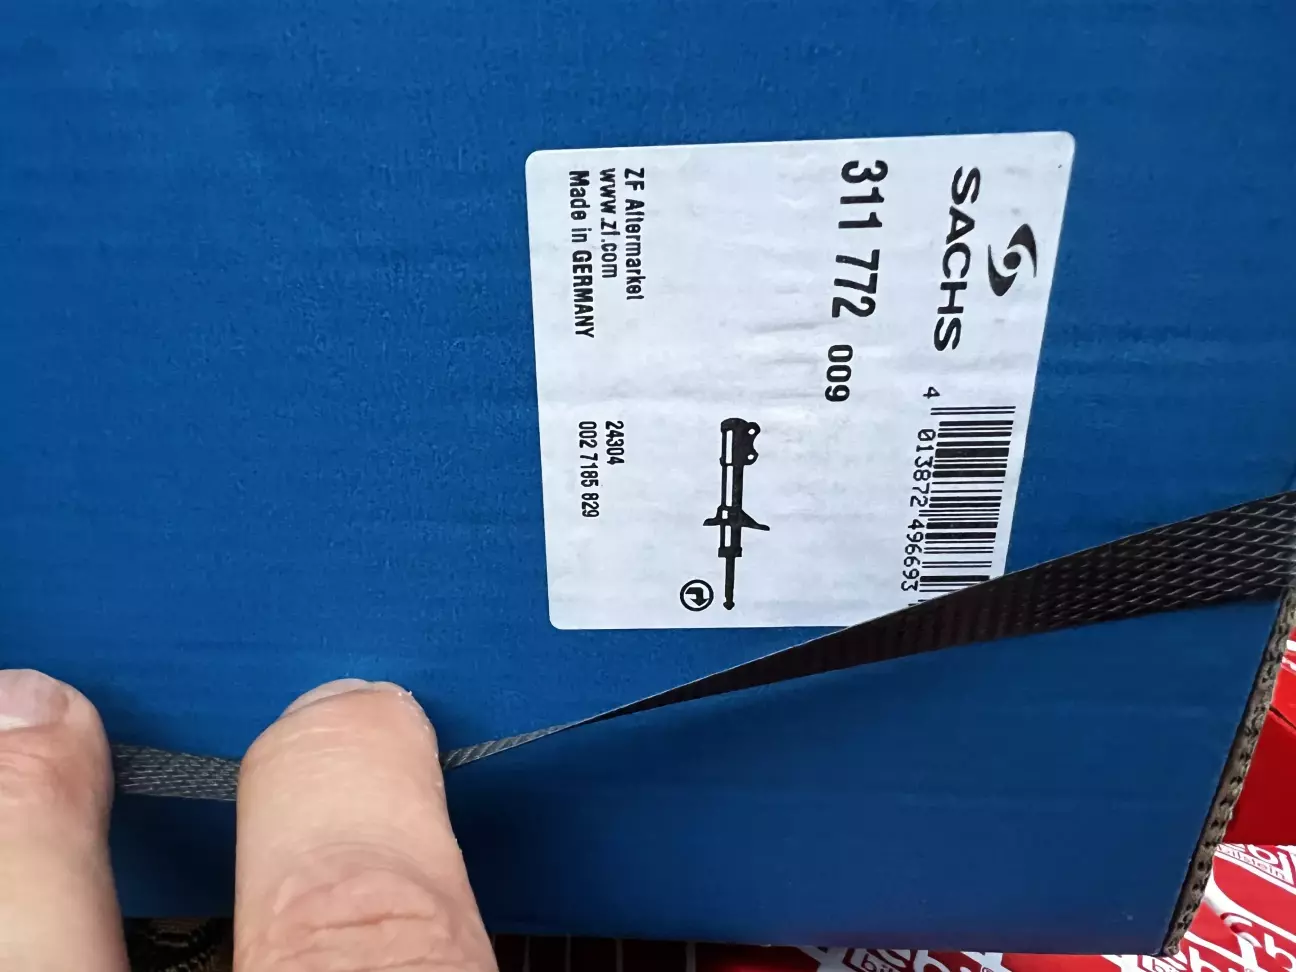 SACHS
311 772 009
4 013872 496693
ZF Aftermarket
www.zf.com
Made in GERMANY
24304
002 7185 829
bilstein